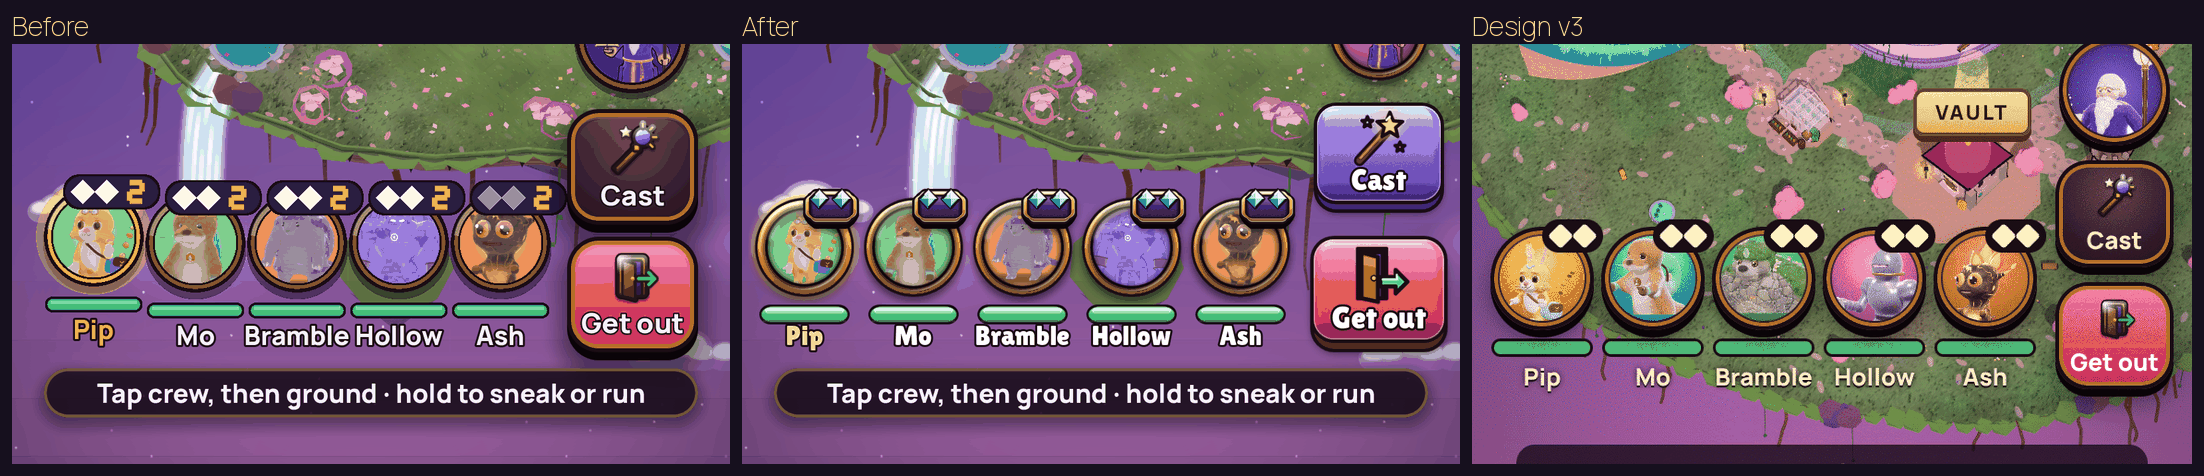 Before
2 2 2 2 2
Cast
Get out
Pip Mo Bramble Hollow Ash
Tap crew, then ground · hold to sneak or run
After
Cast
Get out
Pip Mo Bramble Hollow Ash
Tap crew, then ground · hold to sneak or run
Design v3
VAULT
Cast
Get out
Pip Mo Bramble Hollow Ash